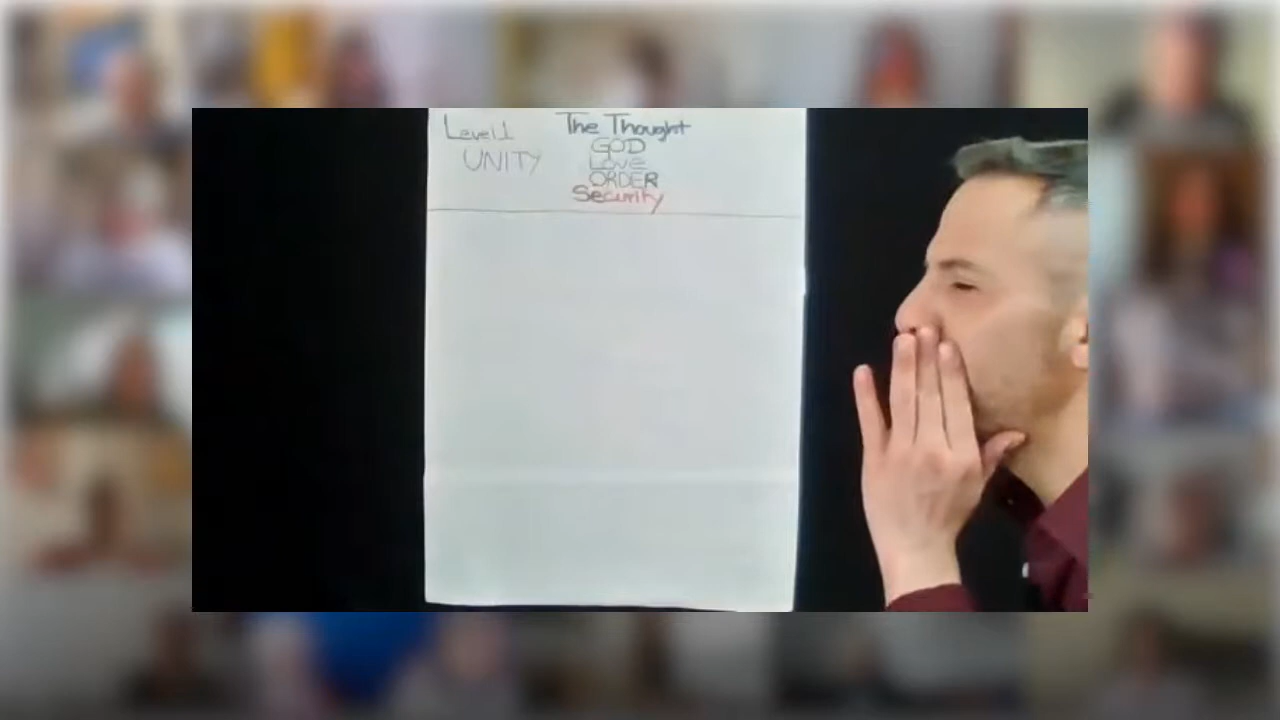 Level 1 The Thought
UNITY GOD
Love
ORDER
Security